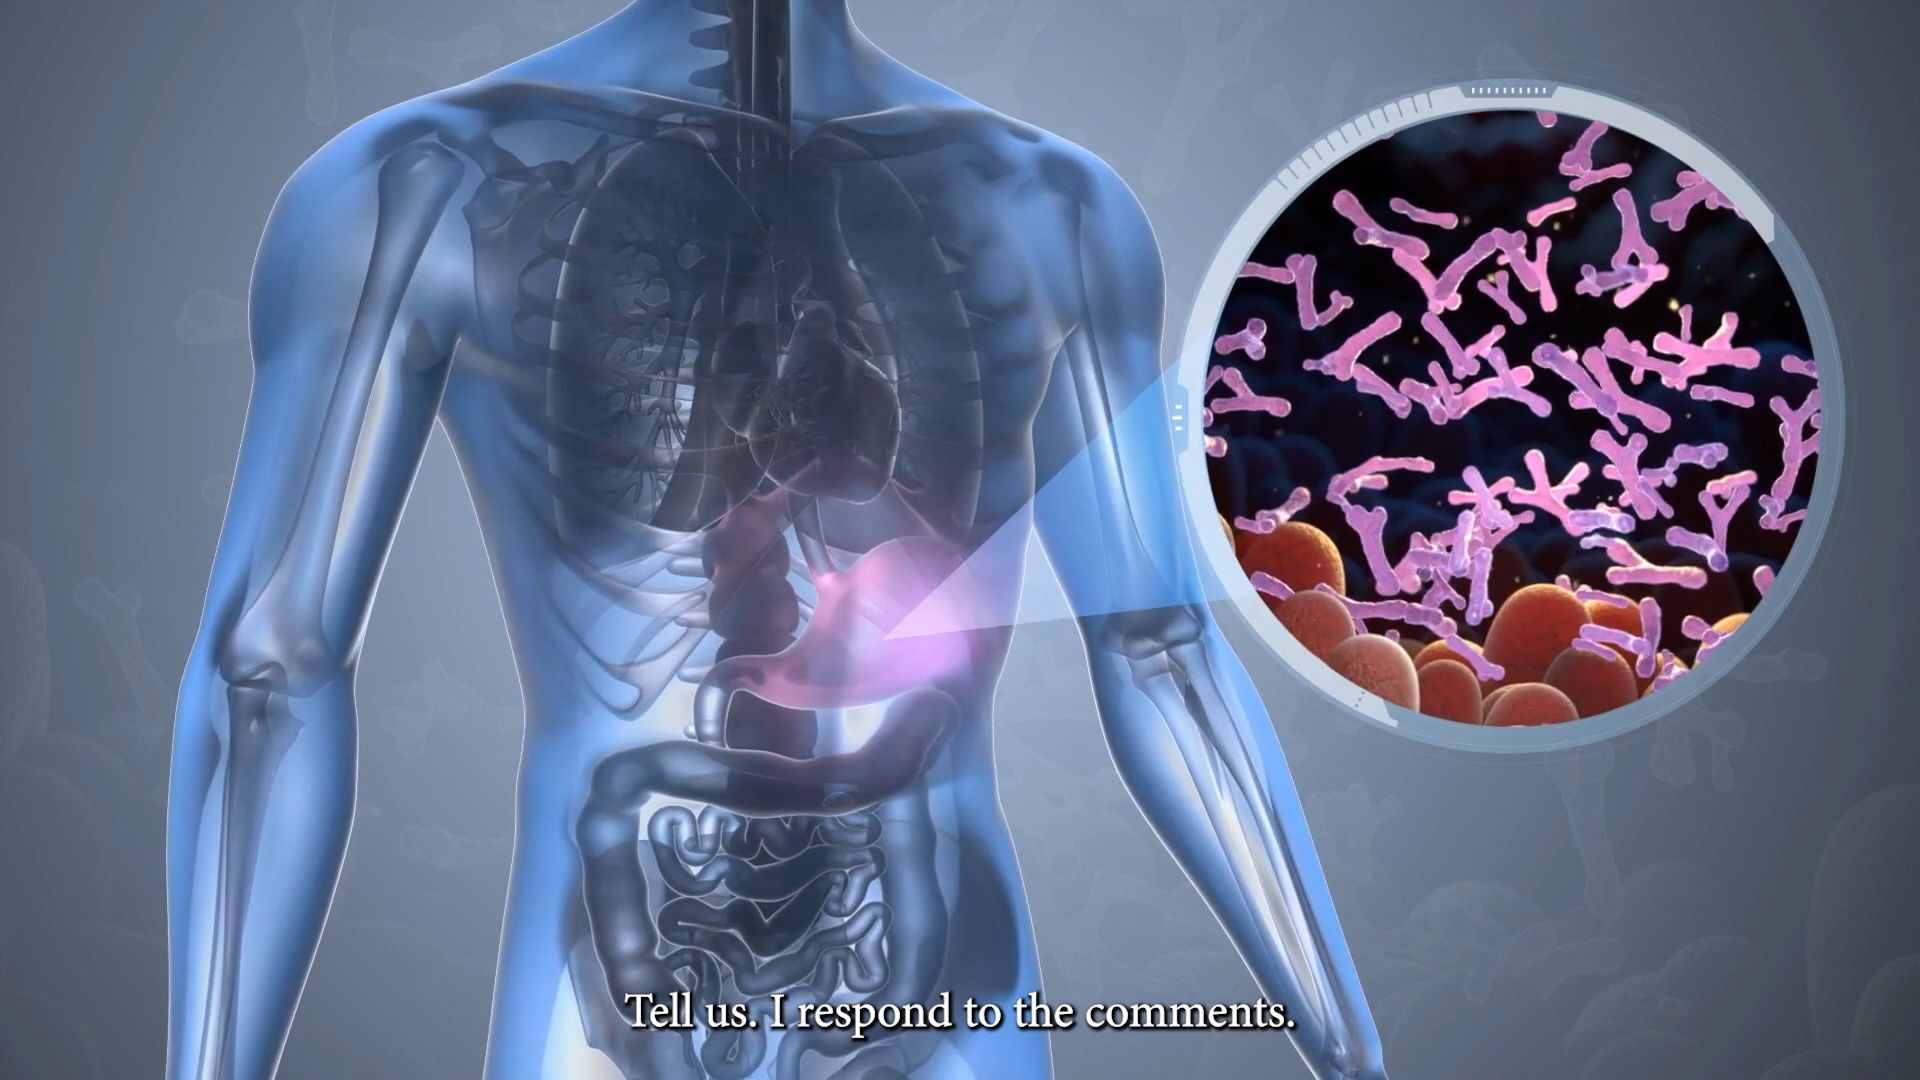 Tell us. I respond to the comments.